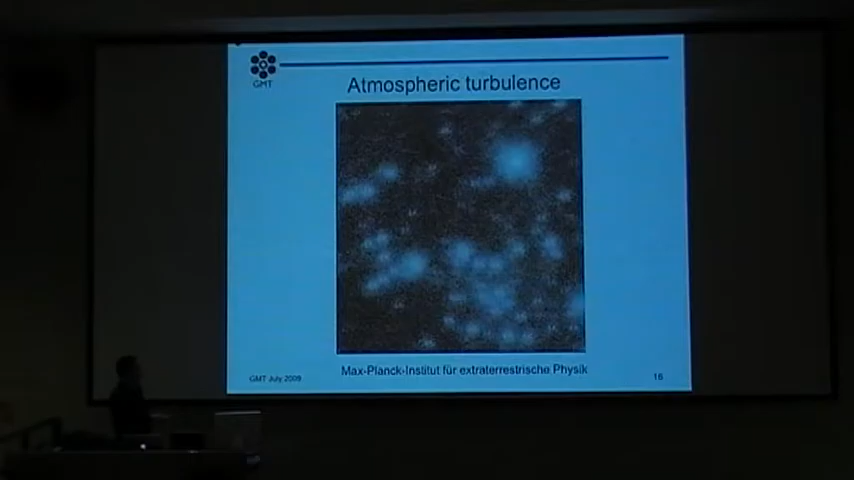 GMT
Atmospheric turbulence
Max-Planck-Institut für extraterrestrische Physik
GMT July 2009
16